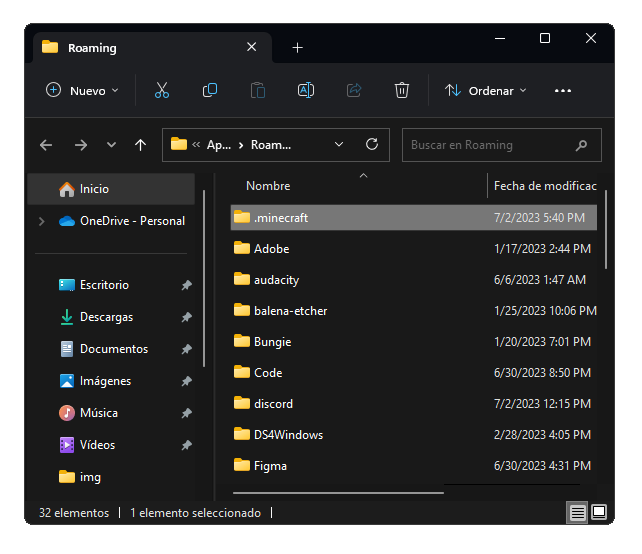 Roaming
Nuevo
Ordenar
Ap...
Roam...
Buscar en Roaming
Inicio
OneDrive - Personal
Escritorio
Descargas
Documentos
Imágenes
Música
Vídeos
img
Nombre
Fecha de modificac
.minecraft 7/2/2023 5:40 PM
Adobe 1/17/2023 2:44 PM
audacity 6/6/2023 1:47 AM
balena-etcher 1/25/2023 10:06 PM
Bungie 1/20/2023 7:01 PM
Code 6/30/2023 8:50 PM
discord 7/2/2023 12:15 PM
DS4Windows 2/28/2023 4:05 PM
Figma 6/30/2023 4:31 PM
32 elementos
1 elemento seleccionado